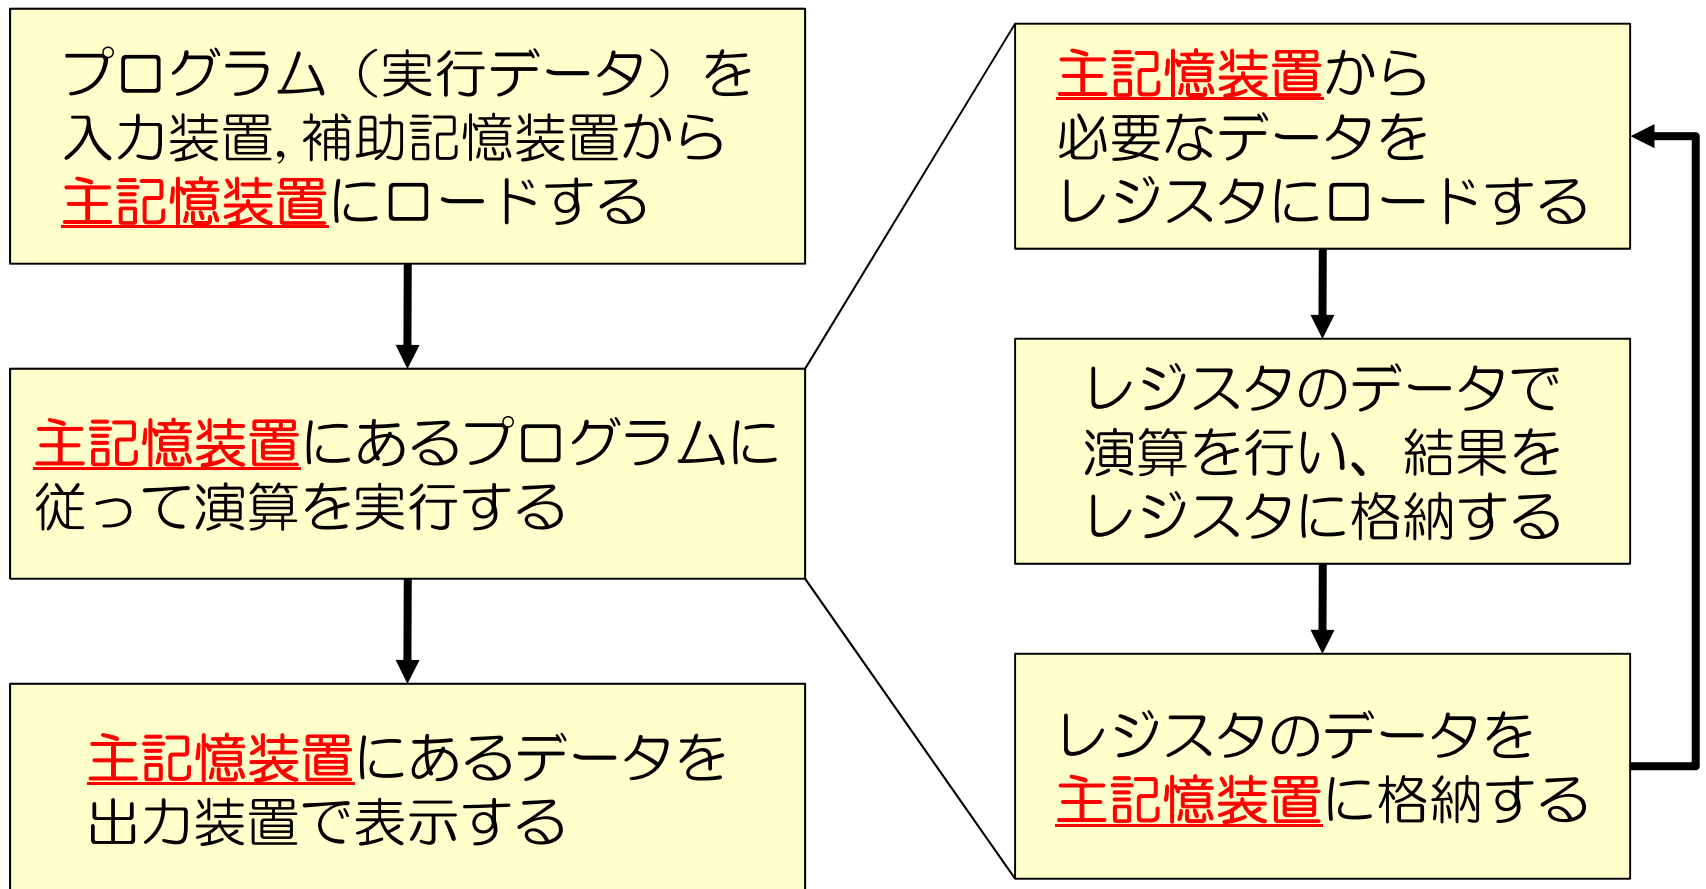 プログラム（実行データ）を
入力装置,補助記憶装置から
主記憶装置にロードする
主記憶装置にあるプログラムに
従って演算を実行する
主記憶装置にあるデータを
出力装置で表示する
主記憶装置から
必要なデータを
レジスタにロードする
レジスタのデータで
演算を行い、結果を
レジスタに格納する
レジスタのデータを
主記憶装置に格納する